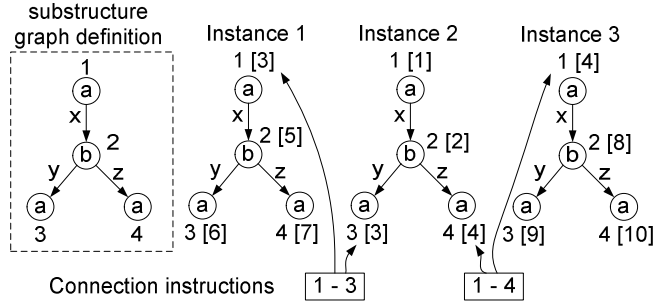 substructure
graph definition
Instance 1
Instance 2
Instance 3
1
1 [3]
1 [1]
1 [4]
a
a
a
a
x
x
x
x
b
2
b
2 [5]
b
2 [2]
b
2 [8]
y
z
y
z
y
z
y
z
a
a
a
a
a
a
a
a
3
4
3 [6]
4 [7]
3 [3]
4 [4]
3 [9]
4 [10]
Connection instructions
1 - 3
1 - 4